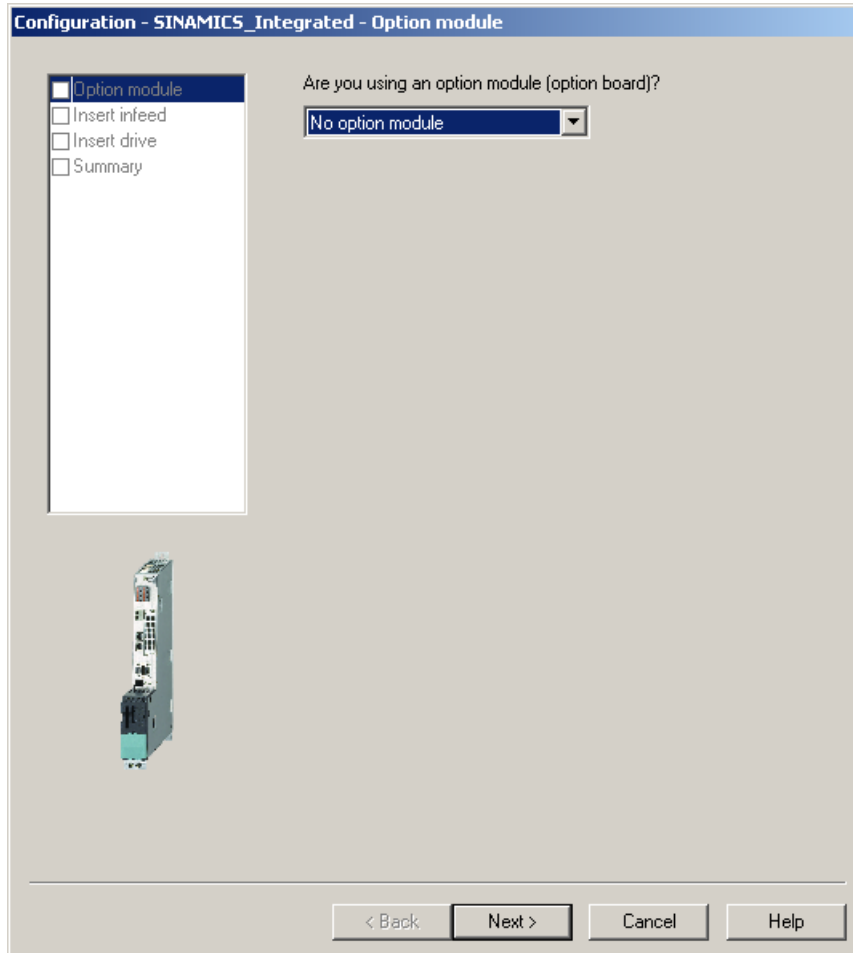 Configuration - SINAMICS_Integrated - Option module
Option module
Insert infeed
Insert drive
Summary
Are you using an option module (option board)?
No option module
< Back
Next >
Cancel
Help